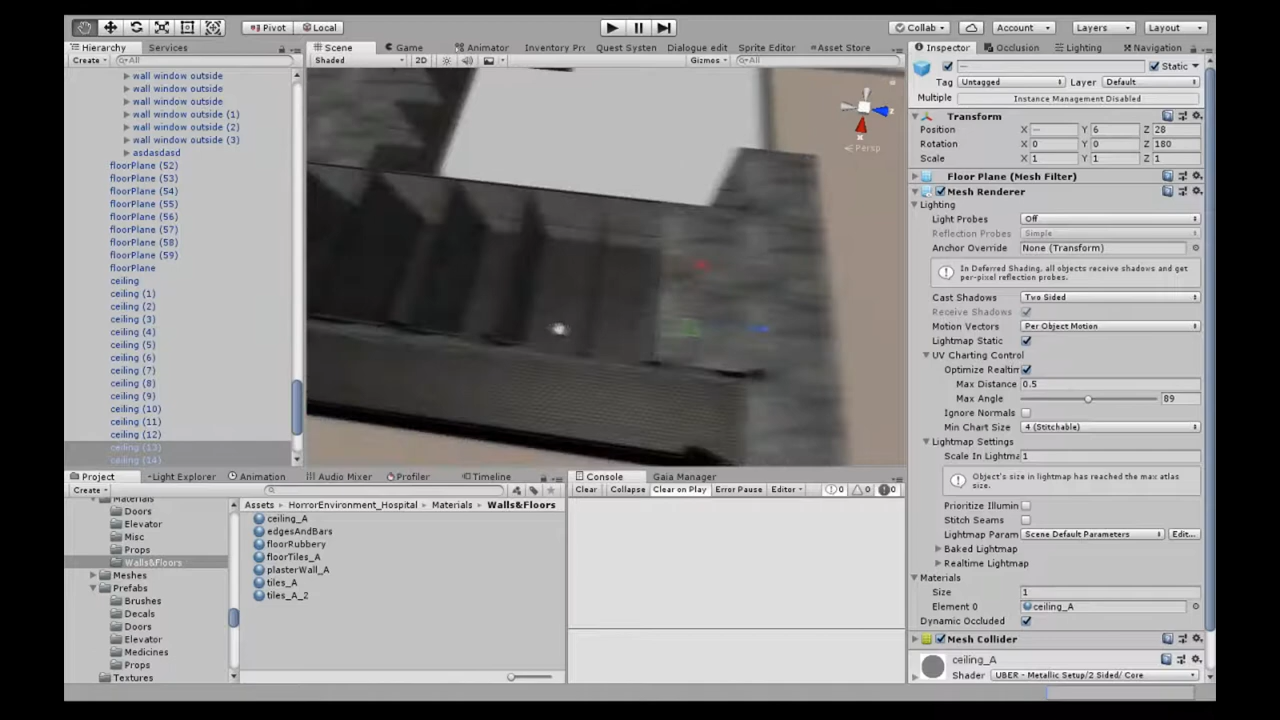 Pivot Local Collab Account Layers Layout
Hierarchy Services
Create All
wall window outside
wall window outside
wall window outside
wall window outside (1)
wall window outside (2)
wall window outside (3)
asdasdasd
floorPlane (52)
floorPlane (53)
floorPlane (54)
floorPlane (55)
floorPlane (56)
floorPlane (57)
floorPlane (58)
floorPlane (59)
floorPlane
ceiling
ceiling (1)
ceiling (2)
ceiling (3)
ceiling (4)
ceiling (5)
ceiling (6)
ceiling (7)
ceiling (8)
ceiling (9)
ceiling (10)
ceiling (11)
ceiling (12)
ceiling (13)
ceiling (14)
Scene Game Animator Inventory Pr Quest System Dialogue edit Sprite Editor Asset Store
Shaded 2D Gizmos All
z
x
Persp
Inspector Occlusion Lighting Navigation
Static
Tag Untagged Layer Default
Multiple Instance Management Disabled
Transform
Position X — Y 6 Z 28
Rotation X 0 Y 0 Z 180
Scale X 1 Y 1 Z 1
Floor Plane (Mesh Filter)
Mesh Renderer
Lighting
Light Probes Off
Reflection Probes Simple
Anchor Override None (Transform)
In Deferred Shading, all objects receive shadows and get
per-pixel reflection probes.
Cast Shadows Two Sided
Receive Shadows
Motion Vectors Per Object Motion
Lightmap Static
UV Charting Control
Optimize Realtim
Max Distance 0.5
Max Angle 89
Ignore Normals
Min Chart Size 4 (Stitchable)
Lightmap Settings
Scale In Lightma 1
Object's size in lightmap has reached the max atlas
size.
Prioritize Illumin
Stitch Seams
Lightmap Param Scene Default Parameters Edit...
Baked Lightmap
Realtime Lightmap
Materials
Size 1
Element 0 ceiling_A
Dynamic Occluded
Mesh Collider
ceiling_A
Shader UBER - Metallic Setup/2 Sided/ Core
Project Light Explorer Animation Audio Mixer Profiler Timeline
Create
Materials
Doors
Elevator
Misc
Props
Walls&Floors
Meshes
Prefabs
Brushes
Decals
Doors
Elevator
Medicines
Props
Textures
Assets HorrorEnvironment_Hospital Materials Walls&Floors
ceiling_A
edgesAndBars
floorRubbery
floorTiles_A
plasterWall_A
tiles_A
tiles_A_2
Console Gaia Manager
Clear Collapse Clear on Play Error Pause Editor 0 0 0